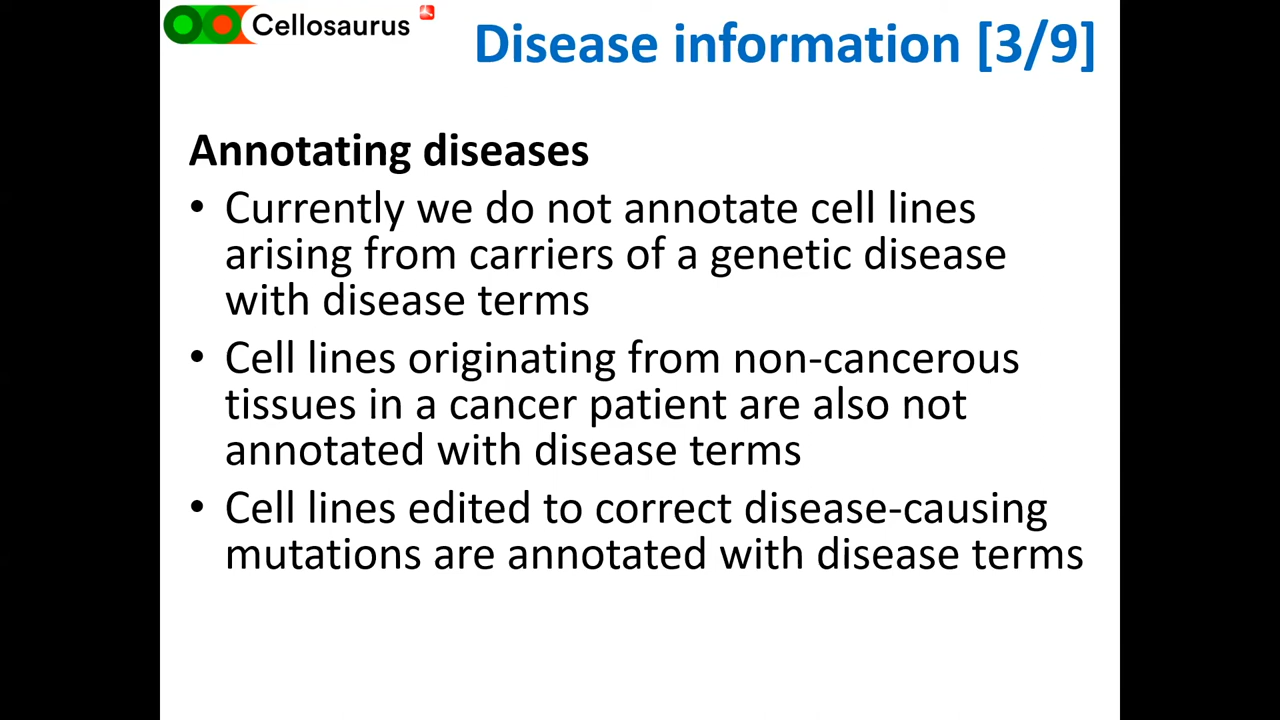 Cellosaurus
Disease information [3/9]
Annotating diseases
• Currently we do not annotate cell lines
arising from carriers of a genetic disease
with disease terms
• Cell lines originating from non-cancerous
tissues in a cancer patient are also not
annotated with disease terms
• Cell lines edited to correct disease-causing
mutations are annotated with disease terms